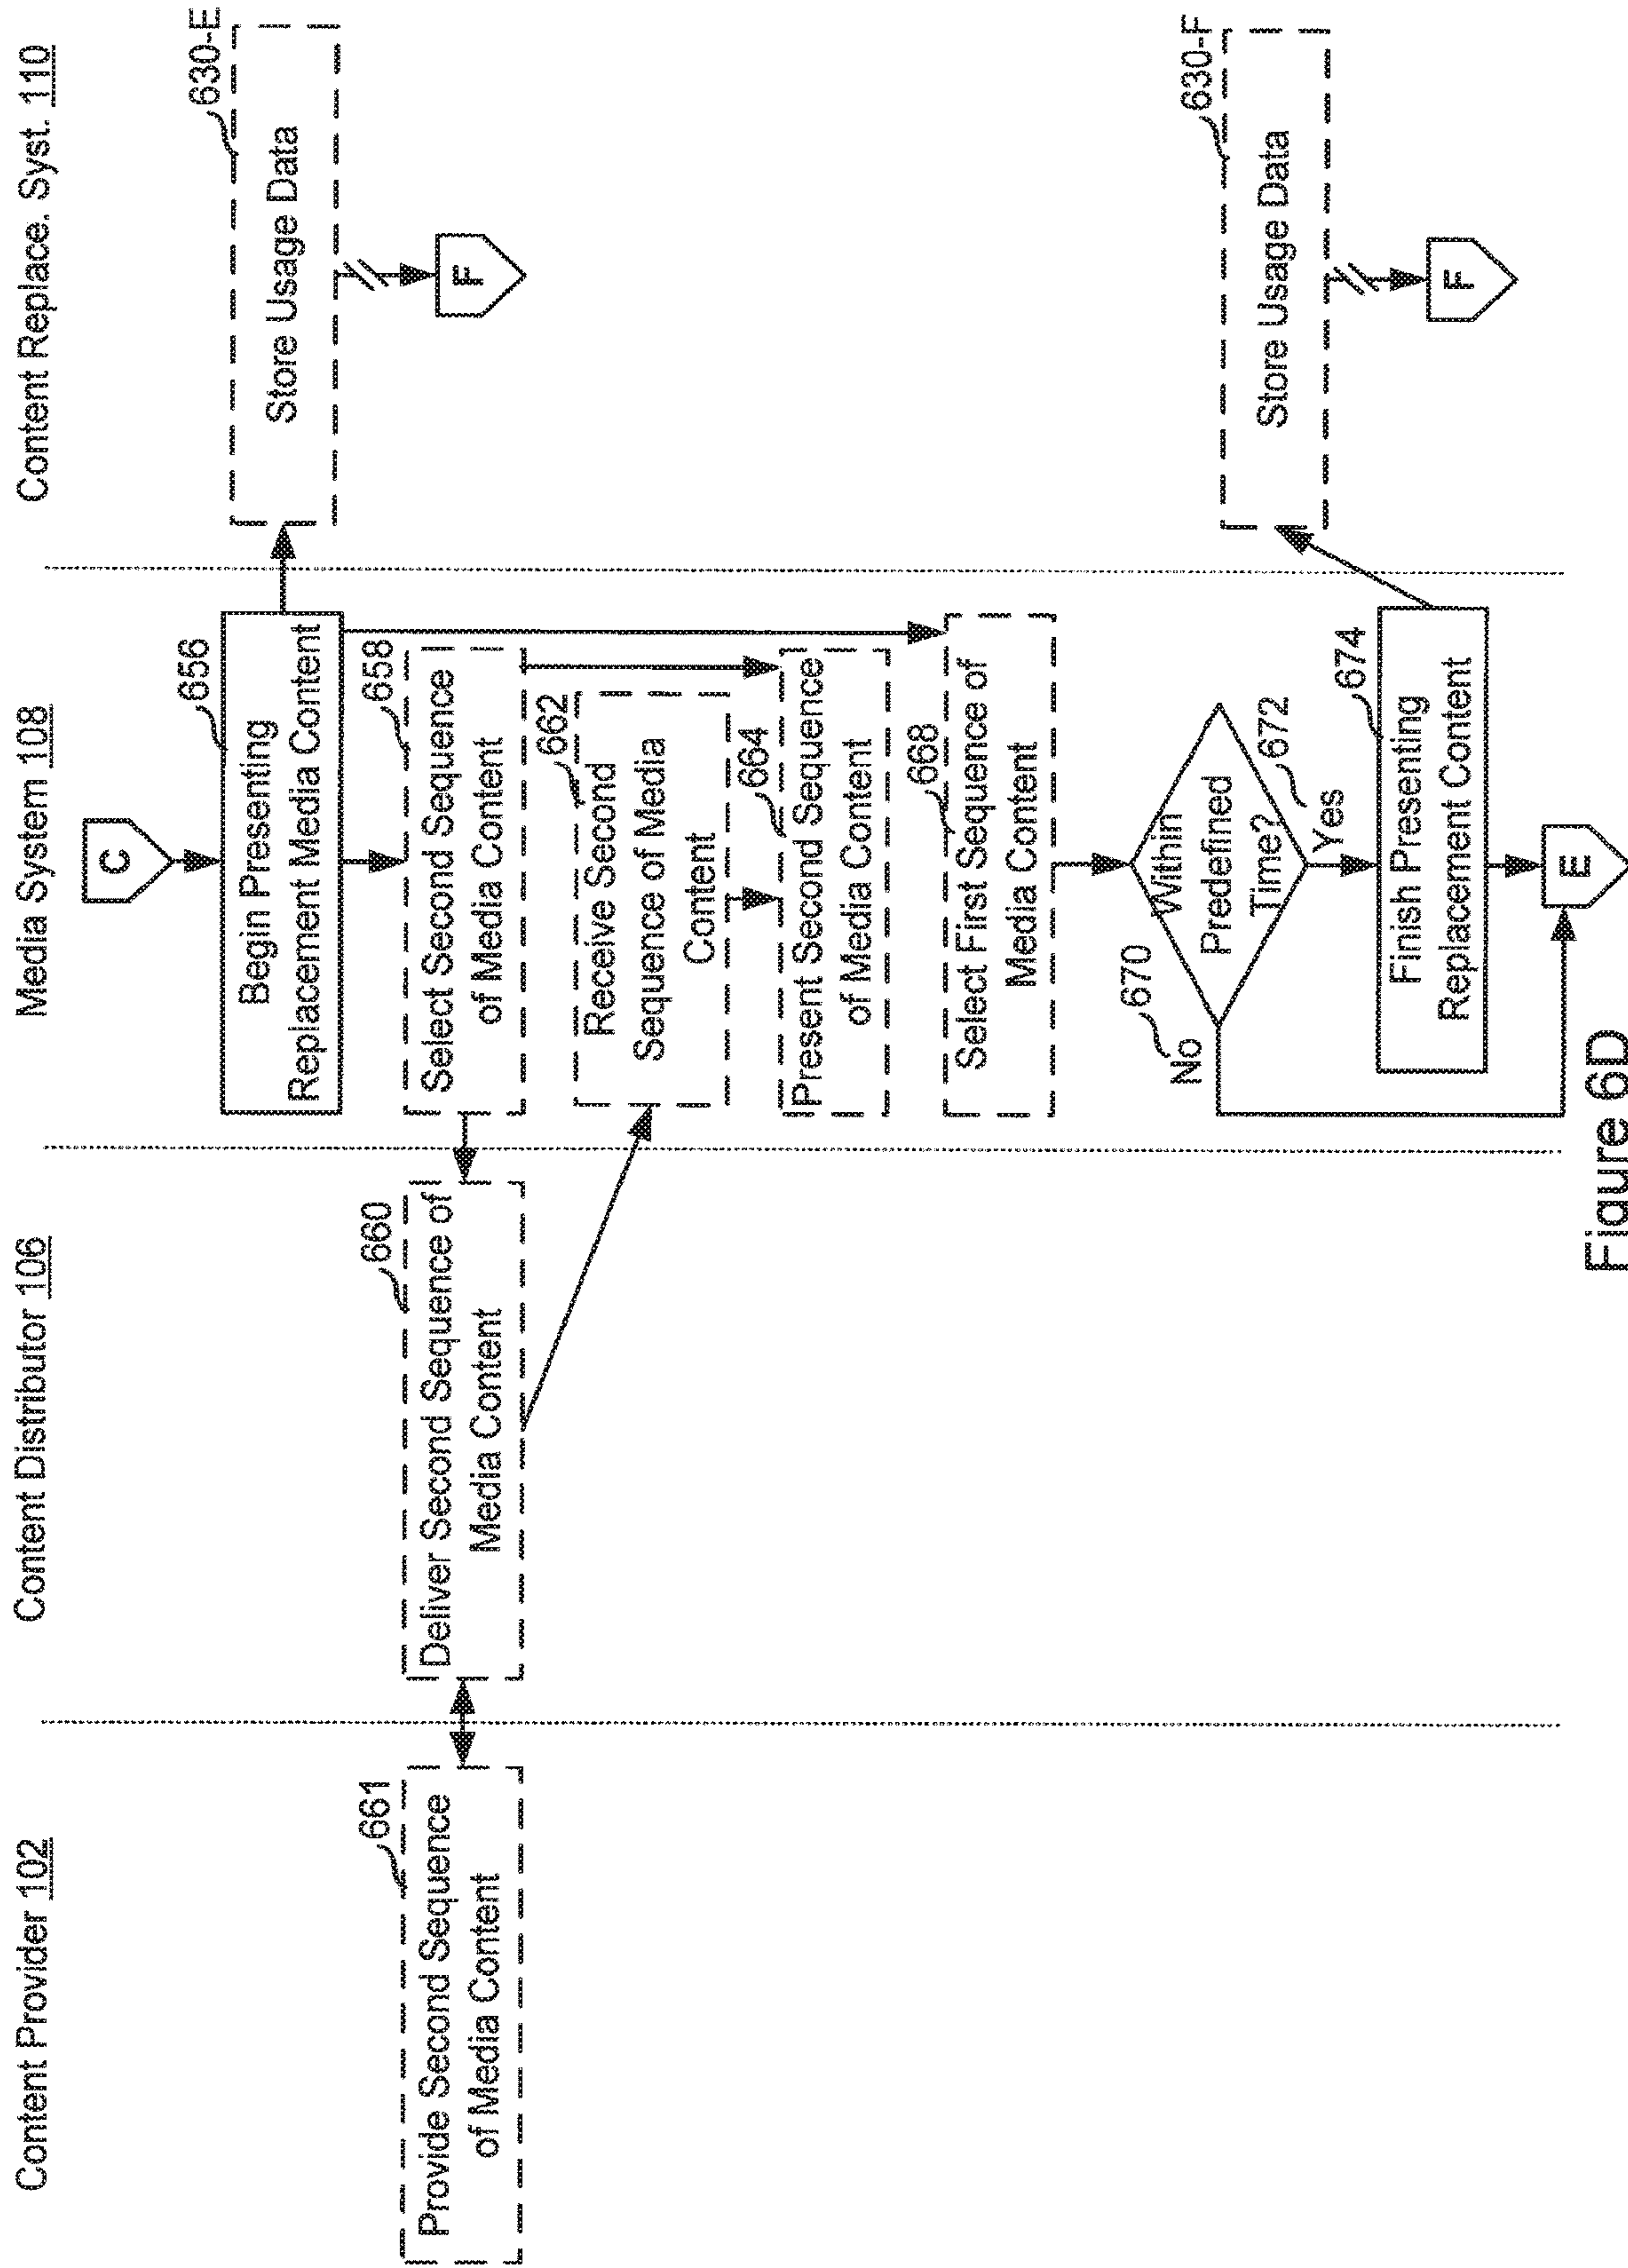 Content Provider 102
Content Distributor 106
Media System 108
Content Replace. Syst. 110
C
656
Begin Presenting
Replacement Media Content
630-E
Store Usage Data
F
661
Provide Second Sequence
of Media Content
660
Deliver Second Sequence of
Media Content
658
Select Second Sequence
of Media Content
662
Receive Second
Sequence of Media
Content
664
Present Second Sequence
of Media Content
668
Select First Sequence of
Media Content
670
No
Within
Predefined
Time?
672
Yes
630-F
Store Usage Data
F
674
Finish Presenting
Replacement Content
E
Figure 6D